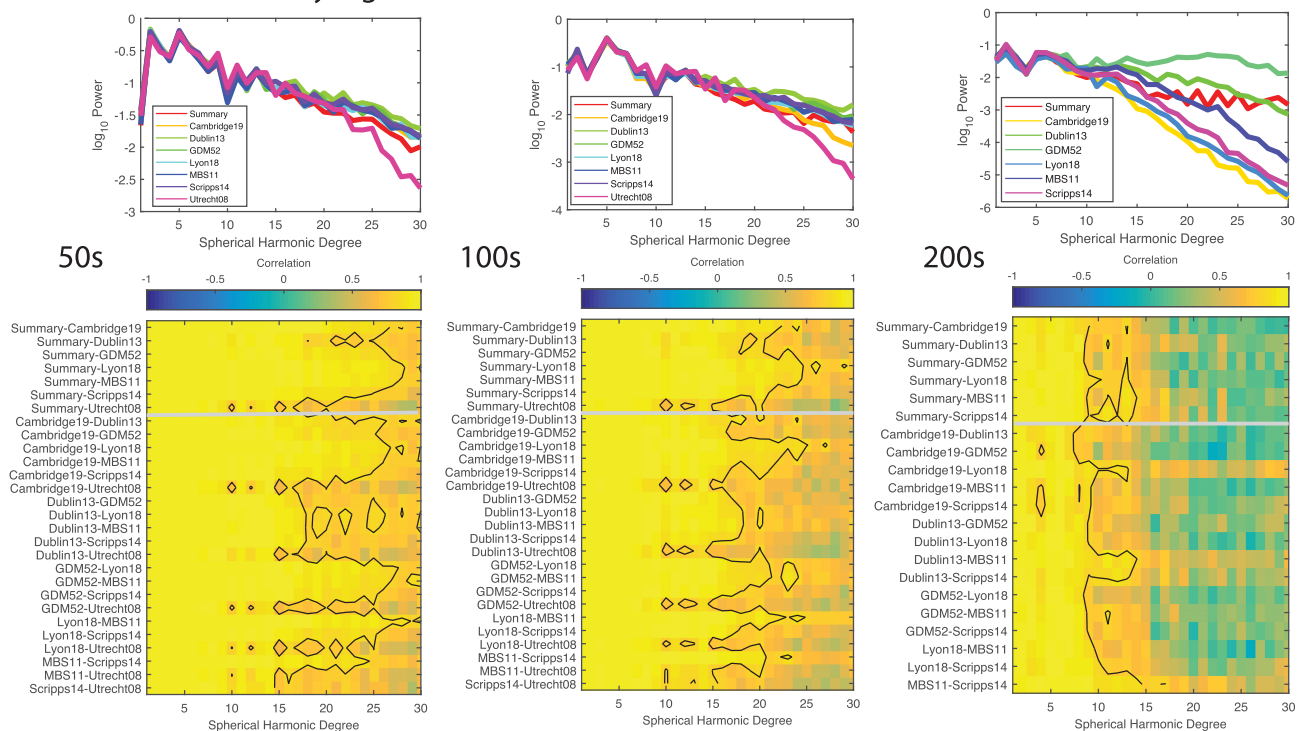 0
-0.5
-1
-1.5
-2
-2.5
-3
log10 Power
Summary
Cambridge19
Dublin13
GDM52
Lyon18
MBS11
Scripps14
Utrecht08
5 10 15 20 25 30
Spherical Harmonic Degree
0
-1
-2
-3
-4
log10 Power
Summary
Cambridge19
Dublin13
GDM52
Lyon18
MBS11
Scripps14
Utrecht08
5 10 15 20 25 30
Spherical Harmonic Degree
0
-1
-2
-3
-4
-5
-6
log10 Power
Summary
Cambridge19
Dublin13
GDM52
Lyon18
MBS11
Scripps14
5 10 15 20 25 30
Spherical Harmonic Degree
50s
Correlation
-1 -0.5 0 0.5 1
Summary-Cambridge19
Summary-Dublin13
Summary-GDM52
Summary-Lyon18
Summary-MBS11
Summary-Scripps14
Summary-Utrecht08
Cambridge19-Dublin13
Cambridge19-GDM52
Cambridge19-Lyon18
Cambridge19-MBS11
Cambridge19-Scripps14
Cambridge19-Utrecht08
Dublin13-GDM52
Dublin13-Lyon18
Dublin13-MBS11
Dublin13-Scripps14
Dublin13-Utrecht08
GDM52-Lyon18
GDM52-MBS11
GDM52-Scripps14
GDM52-Utrecht08
Lyon18-MBS11
Lyon18-Scripps14
Lyon18-Utrecht08
MBS11-Scripps14
MBS11-Utrecht08
Scripps14-Utrecht08
5 10 15 20 25 30
Spherical Harmonic Degree
100s
Correlation
-1 -0.5 0 0.5 1
Summary-Cambridge19
Summary-Dublin13
Summary-GDM52
Summary-Lyon18
Summary-MBS11
Summary-Scripps14
Summary-Utrecht08
Cambridge19-Dublin13
Cambridge19-GDM52
Cambridge19-Lyon18
Cambridge19-MBS11
Cambridge19-Scripps14
Cambridge19-Utrecht08
Dublin13-GDM52
Dublin13-Lyon18
Dublin13-MBS11
Dublin13-Scripps14
Dublin13-Utrecht08
GDM52-Lyon18
GDM52-MBS11
GDM52-Scripps14
GDM52-Utrecht08
Lyon18-MBS11
Lyon18-Scripps14
Lyon18-Utrecht08
MBS11-Scripps14
MBS11-Utrecht08
Scripps14-Utrecht08
5 10 15 20 25 30
Spherical Harmonic Degree
200s
Correlation
-1 -0.5 0 0.5 1
Summary-Cambridge19
Summary-Dublin13
Summary-GDM52
Summary-Lyon18
Summary-MBS11
Summary-Scripps14
Cambridge19-Dublin13
Cambridge19-GDM52
Cambridge19-Lyon18
Cambridge19-MBS11
Cambridge19-Scripps14
Dublin13-GDM52
Dublin13-Lyon18
Dublin13-MBS11
Dublin13-Scripps14
GDM52-Lyon18
GDM52-MBS11
GDM52-Scripps14
Lyon18-MBS11
Lyon18-Scripps14
MBS11-Scripps14
5 10 15 20 25 30
Spherical Harmonic Degree